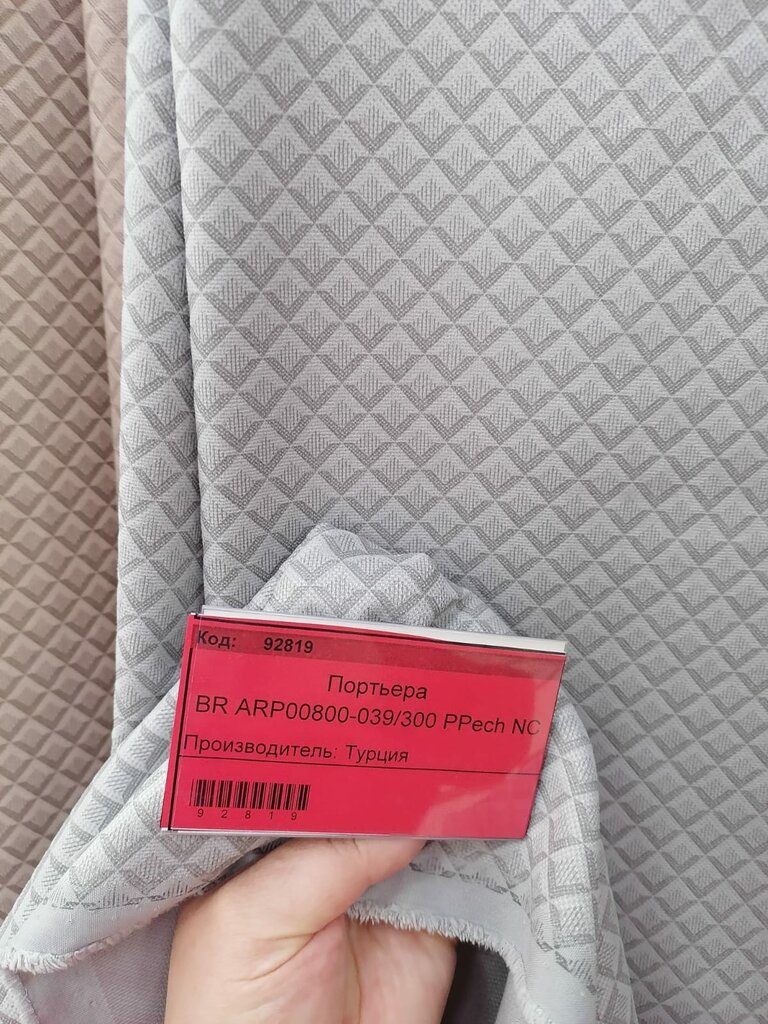 Код: 92819
Портьера
BR ARP00800-039/300 PPech NC
Производитель: Турция
92819